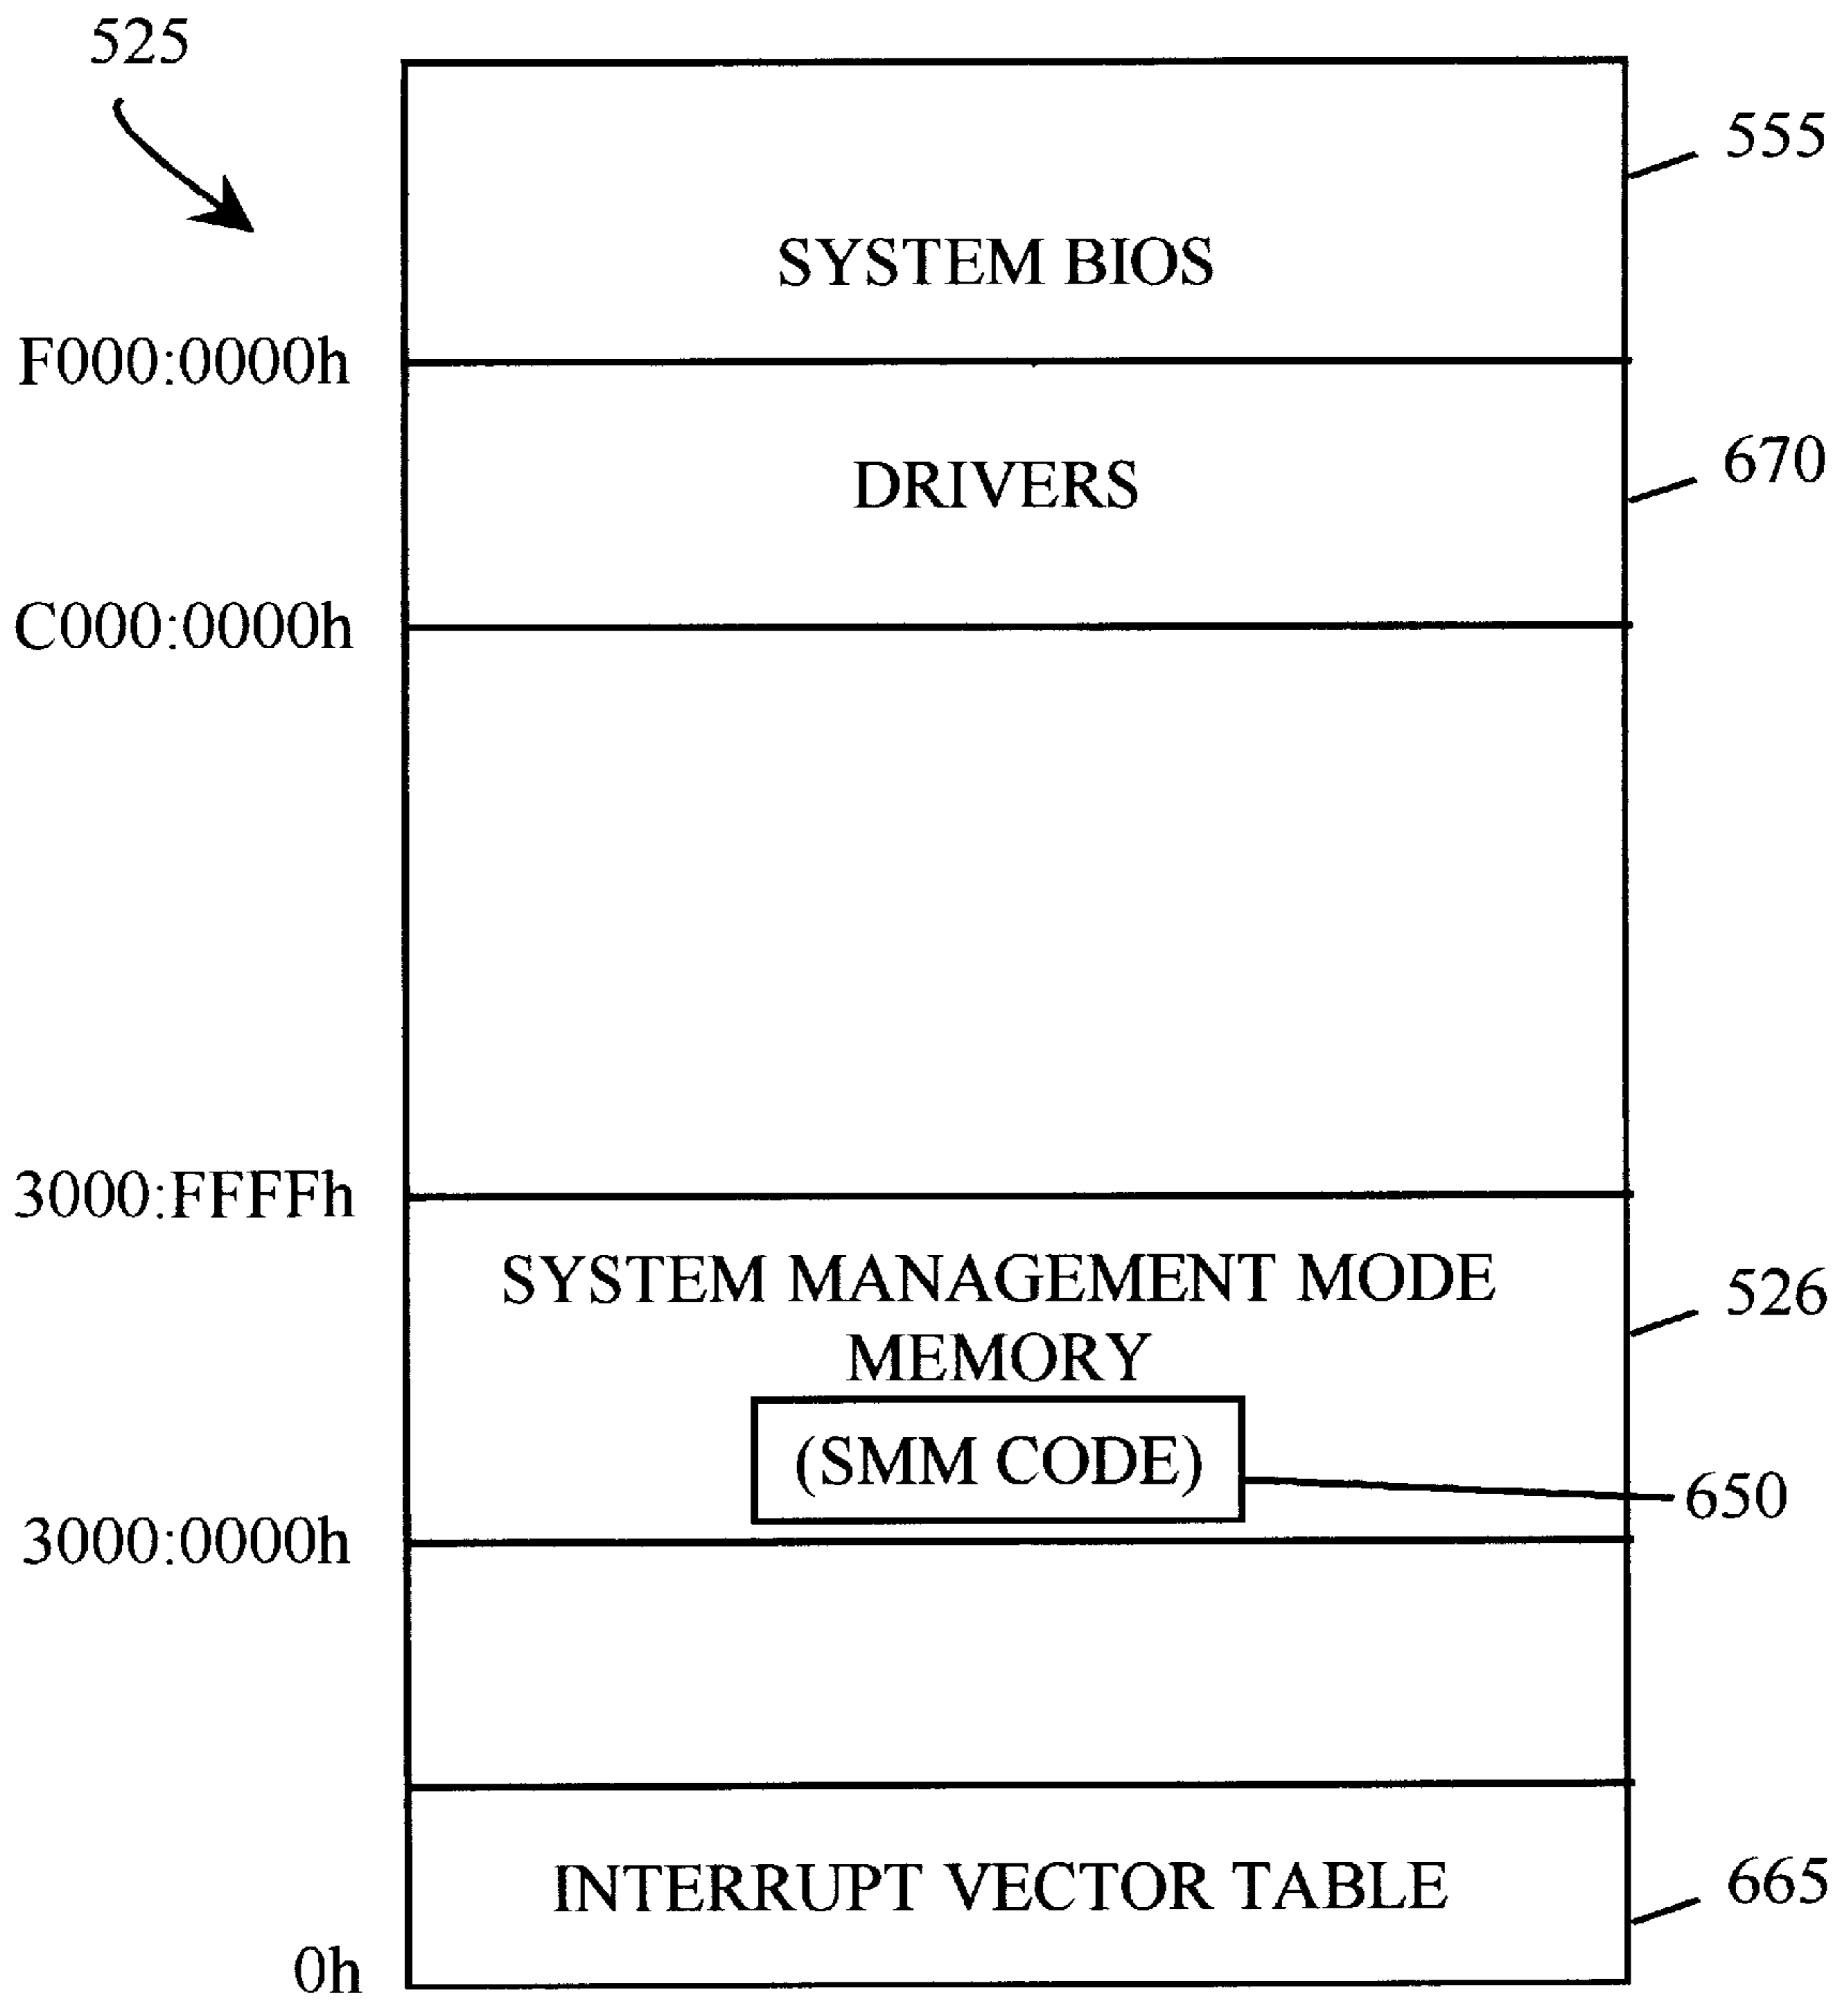 525
555
SYSTEM BIOS
F000:0000h
DRIVERS
670
C000:0000h
3000:FFFFh
SYSTEM MANAGEMENT MODE
MEMORY
526
(SMM CODE)
650
3000:0000h
INTERRUPT VECTOR TABLE
665
0h